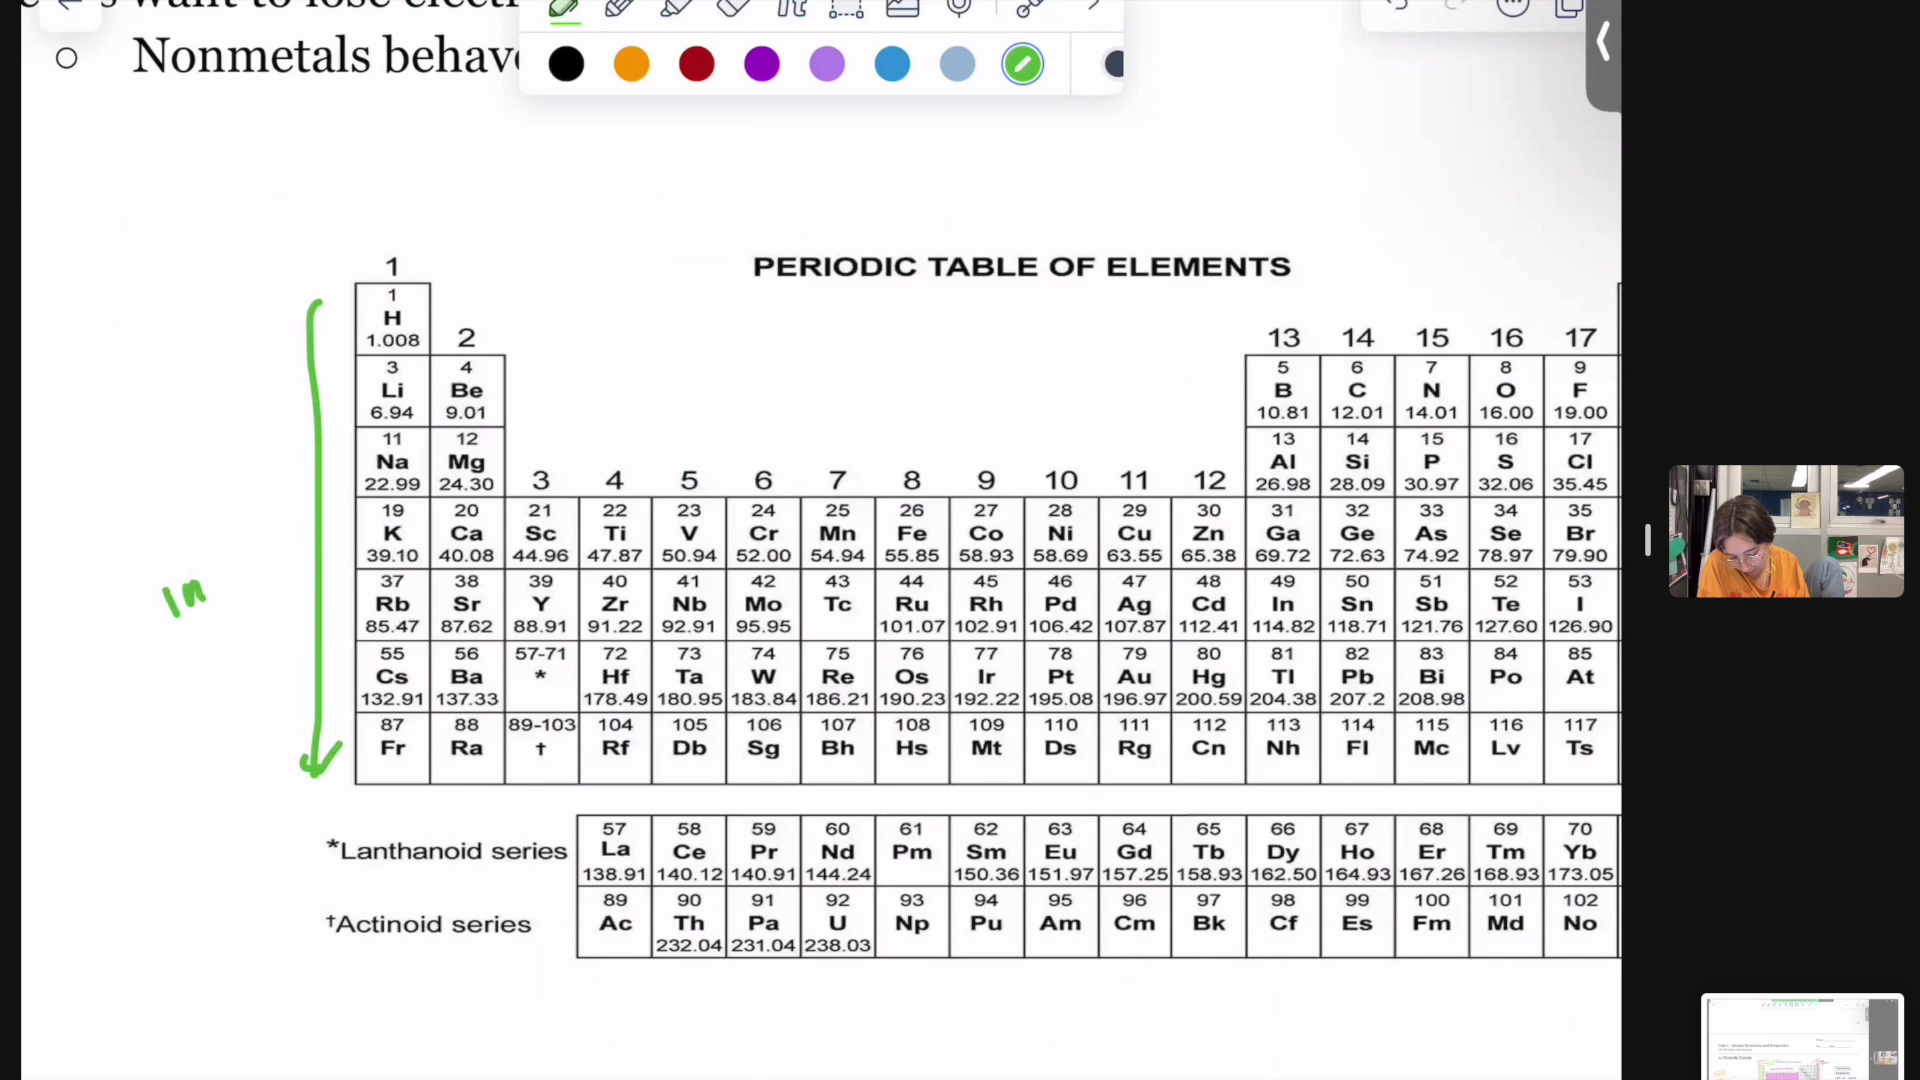 s want to lose elect
Nonmetals behav
PERIODIC TABLE OF ELEMENTS
1 2 13 14 15 16 17
3 4 5 6 7 8 9 10 11 12
1 H 1.008
3 Li 6.94 4 Be 9.01 5 B 10.81 6 C 12.01 7 N 14.01 8 O 16.00 9 F 19.00
11 Na 22.99 12 Mg 24.30 13 Al 26.98 14 Si 28.09 15 P 30.97 16 S 32.06 17 Cl 35.45
19 K 39.10 20 Ca 40.08 21 Sc 44.96 22 Ti 47.87 23 V 50.94 24 Cr 52.00 25 Mn 54.94 26 Fe 55.85 27 Co 58.93 28 Ni 58.69 29 Cu 63.55 30 Zn 65.38 31 Ga 69.72 32 Ge 72.63 33 As 74.92 34 Se 78.97 35 Br 79.90
37 Rb 85.47 38 Sr 87.62 39 Y 88.91 40 Zr 91.22 41 Nb 92.91 42 Mo 95.95 43 Tc 44 Ru 101.07 45 Rh 102.91 46 Pd 106.42 47 Ag 107.87 48 Cd 112.41 49 In 114.82 50 Sn 118.71 51 Sb 121.76 52 Te 127.60 53 I 126.90
55 Cs 132.91 56 Ba 137.33 57-71 * 72 Hf 178.49 73 Ta 180.95 74 W 183.84 75 Re 186.21 76 Os 190.23 77 Ir 192.22 78 Pt 195.08 79 Au 196.97 80 Hg 200.59 81 Tl 204.38 82 Pb 207.2 83 Bi 208.98 84 Po 85 At
87 Fr 88 Ra 89-103 † 104 Rf 105 Db 106 Sg 107 Bh 108 Hs 109 Mt 110 Ds 111 Rg 112 Cn 113 Nh 114 Fl 115 Mc 116 Lv 117 Ts
In
*Lanthanoid series 57 La 138.91 58 Ce 140.12 59 Pr 140.91 60 Nd 144.24 61 Pm 62 Sm 150.36 63 Eu 151.97 64 Gd 157.25 65 Tb 158.93 66 Dy 162.50 67 Ho 164.93 68 Er 167.26 69 Tm 168.93 70 Yb 173.05
†Actinoid series 89 Ac 90 Th 232.04 91 Pa 231.04 92 U 238.03 93 Np 94 Pu 95 Am 96 Cm 97 Bk 98 Cf 99 Es 100 Fm 101 Md 102 No